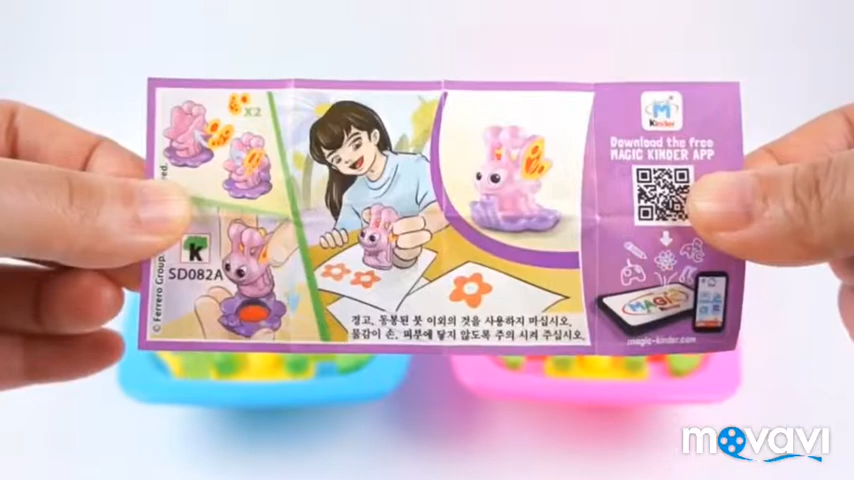 X2
© Ferrero Group.
ved.
K
SD082A
경고, 동봉된 붓 이외의 것을 사용하지 마십시오.
물감이 손, 피부에 닿지 않도록 주의 시켜 주십시오.
M
Kinder
Download the free
MAGIC KINDER APP
MAGIC
magic-kinder.com
movavi